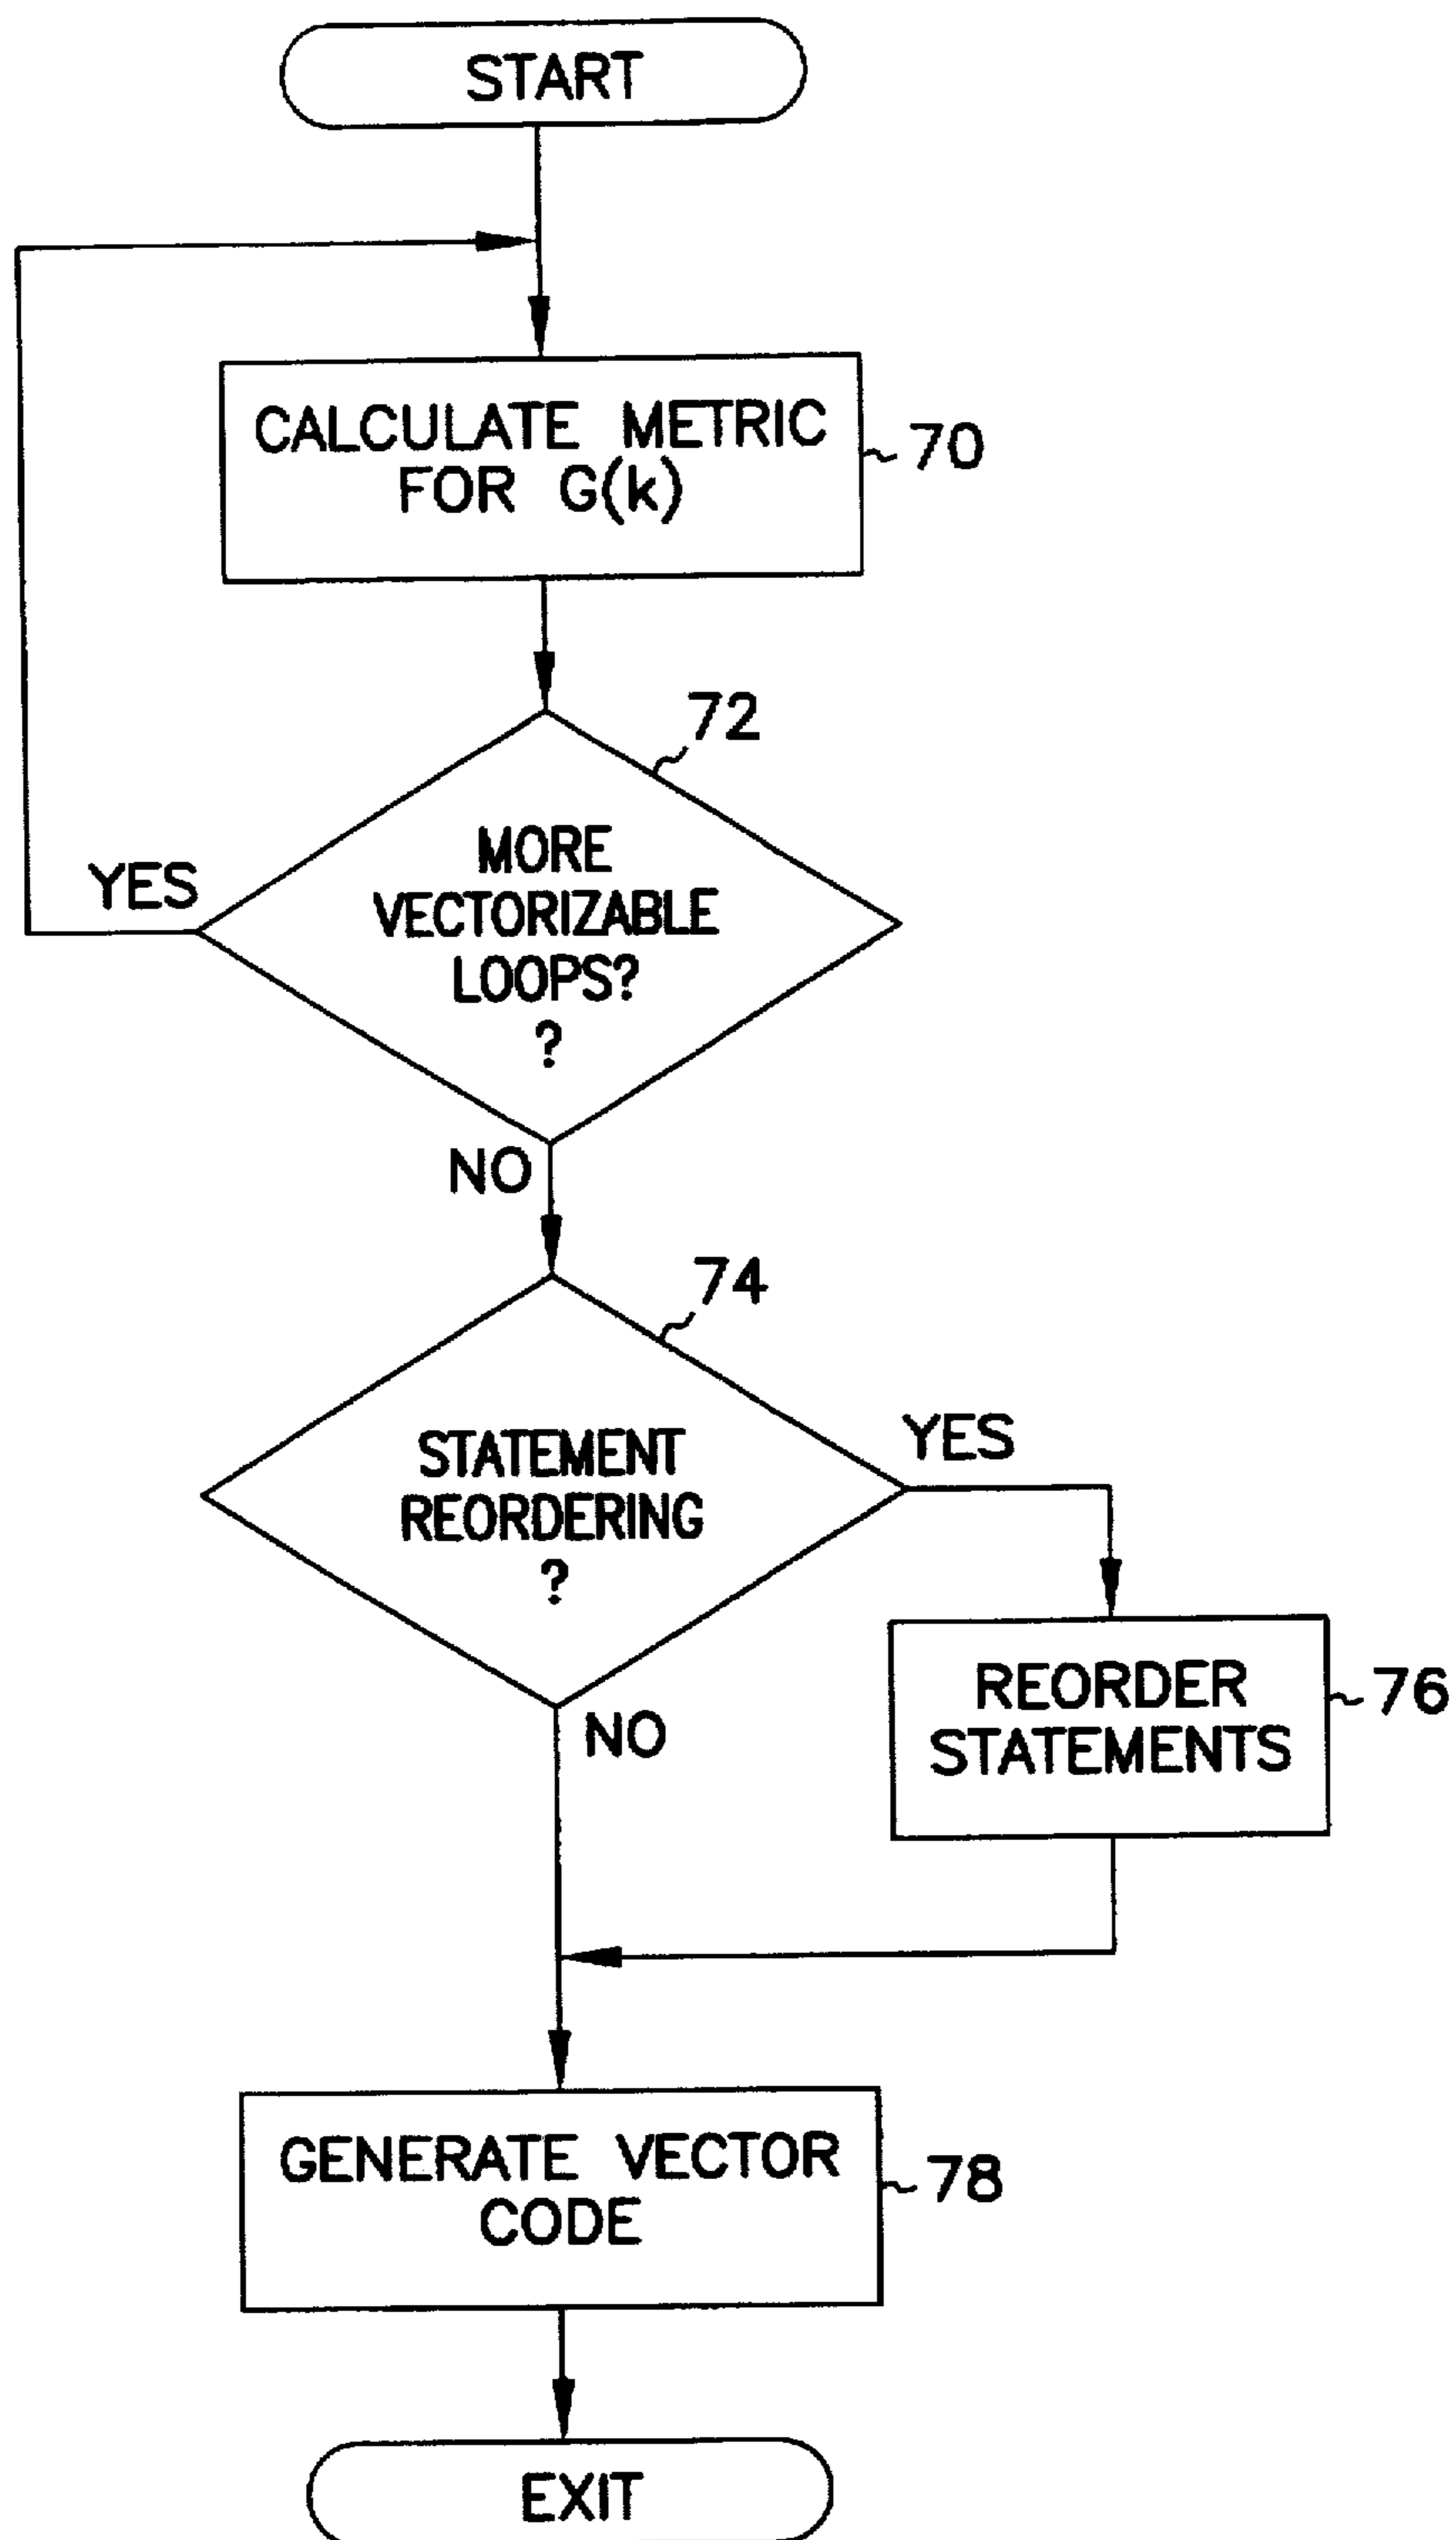 START
CALCULATE METRIC
FOR G(k)
70
72
MORE
VECTORIZABLE
LOOPS?
?
YES
NO
74
STATEMENT
REORDERING
?
YES
NO
REORDER
STATEMENTS
76
GENERATE VECTOR
CODE
78
EXIT